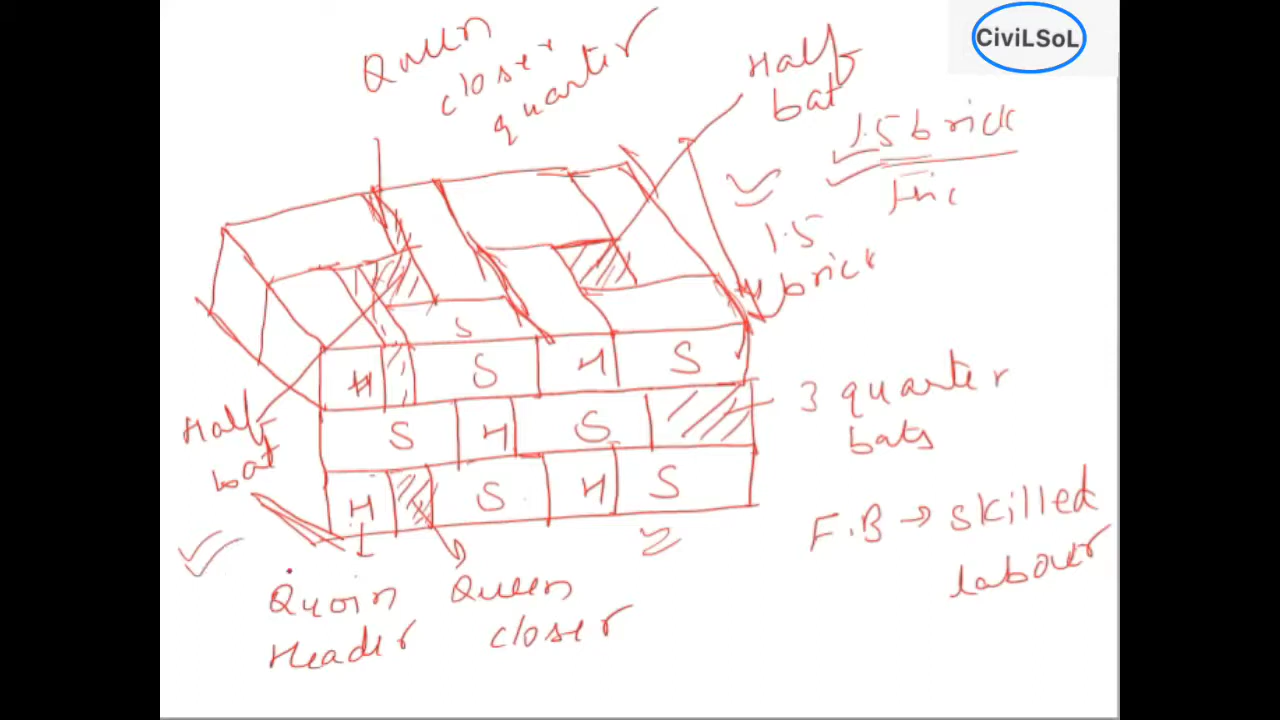 CiviLSoL
Queen
closer
quarter
Half
bat
1.5 brick
1.5
brick
S
H
S
H
S
S
H
S
3 quarter
bats
Half
bat
H
S
H
S
F.B → skilled
labour
Quoin
Header
Queen
closer